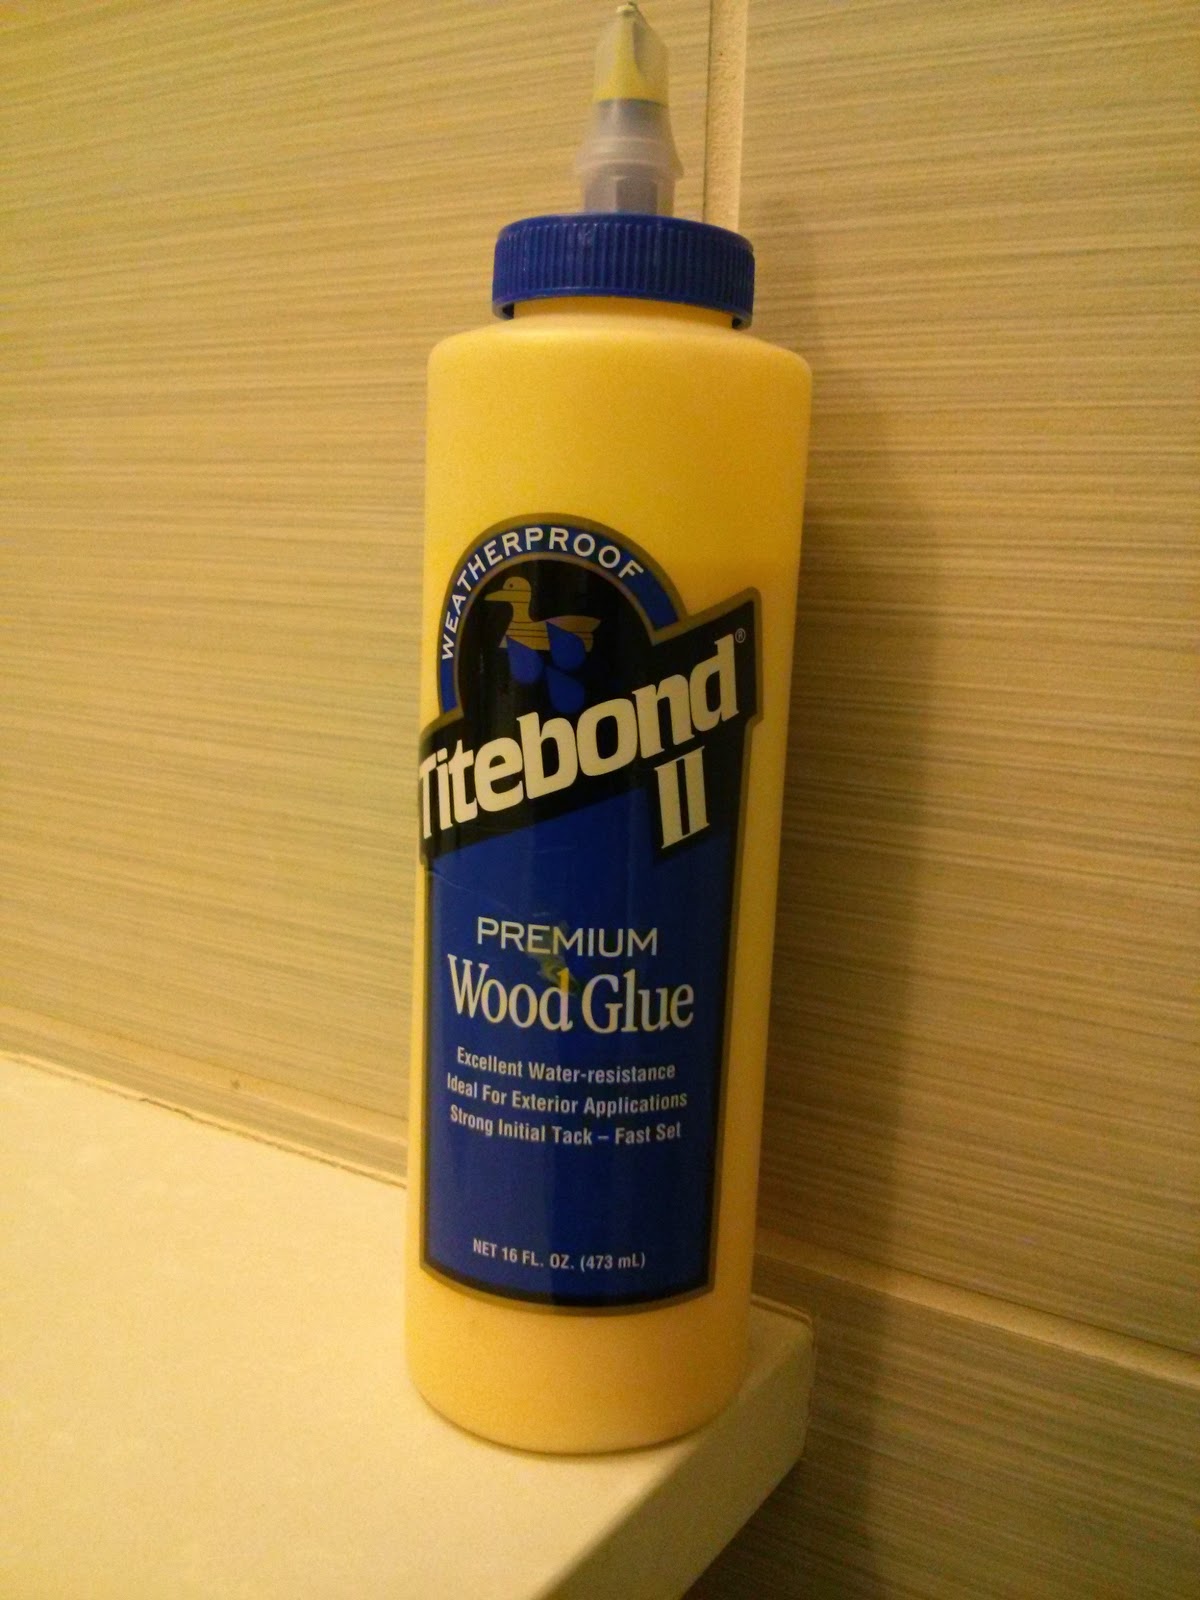 WEATHERPROOF
Titebond®
II
PREMIUM
Wood Glue
Excellent Water-resistance
Ideal For Exterior Applications
Strong Initial Tack – Fast Set
NET 16 FL. OZ. (473 mL)